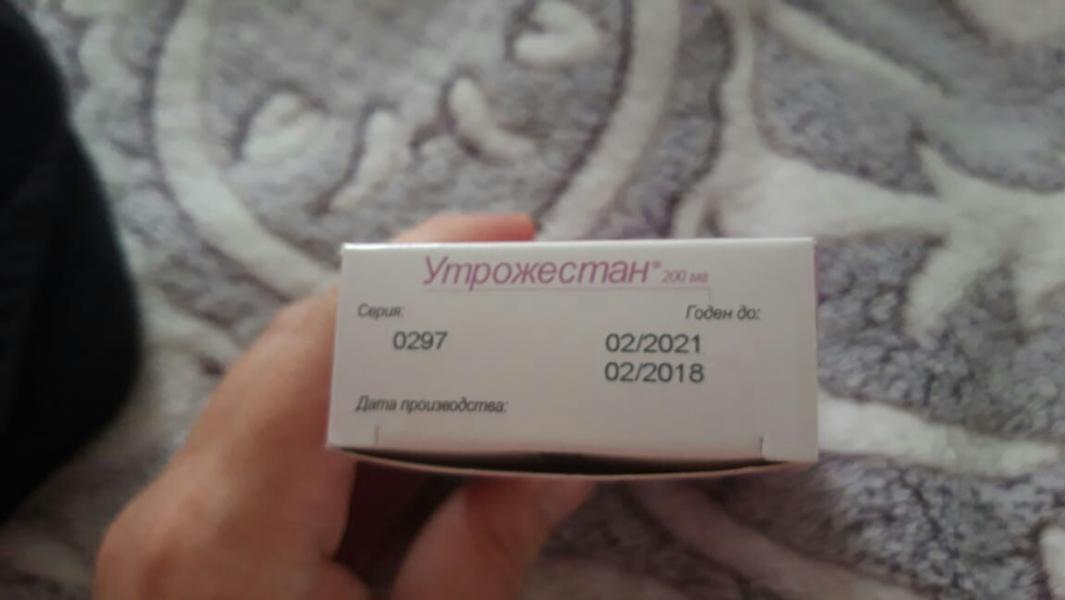 Утрожестан® 200 мг
Серия: Годен до:
0297 02/2021
02/2018
Дата производства: